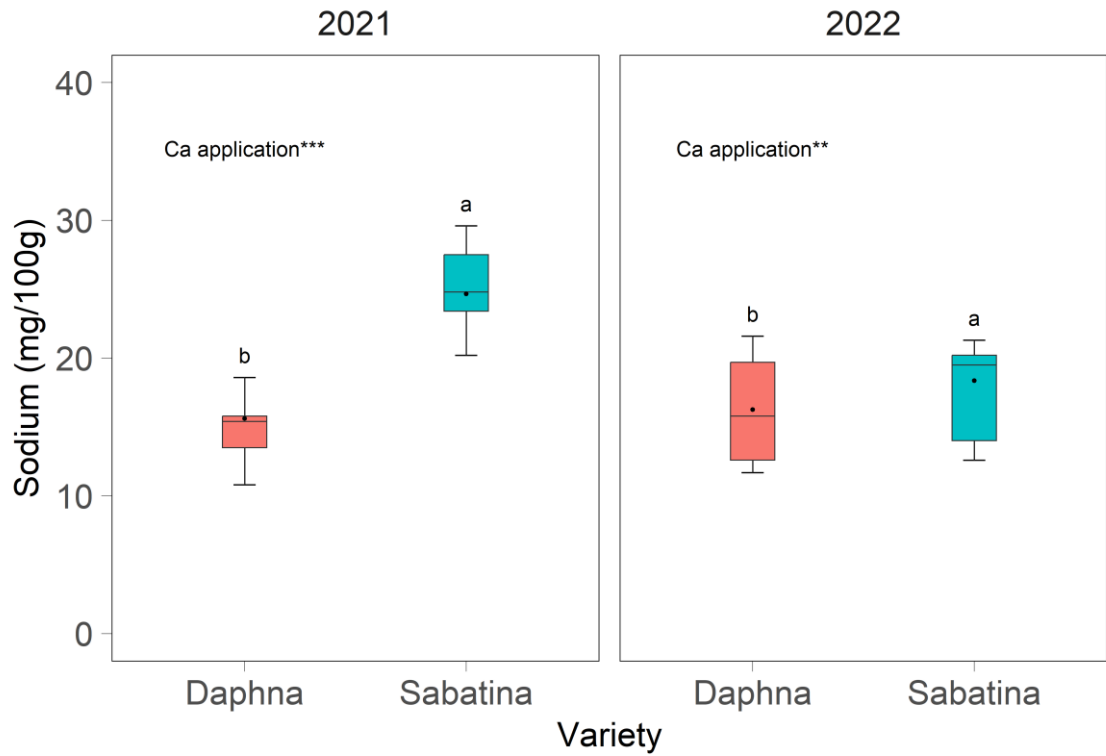 2021
2022
40
30
20
10
0
Sodium (mg/100g)
Ca application***
b
a
Ca application**
b
a
Daphna
Sabatina
Daphna
Sabatina
Variety